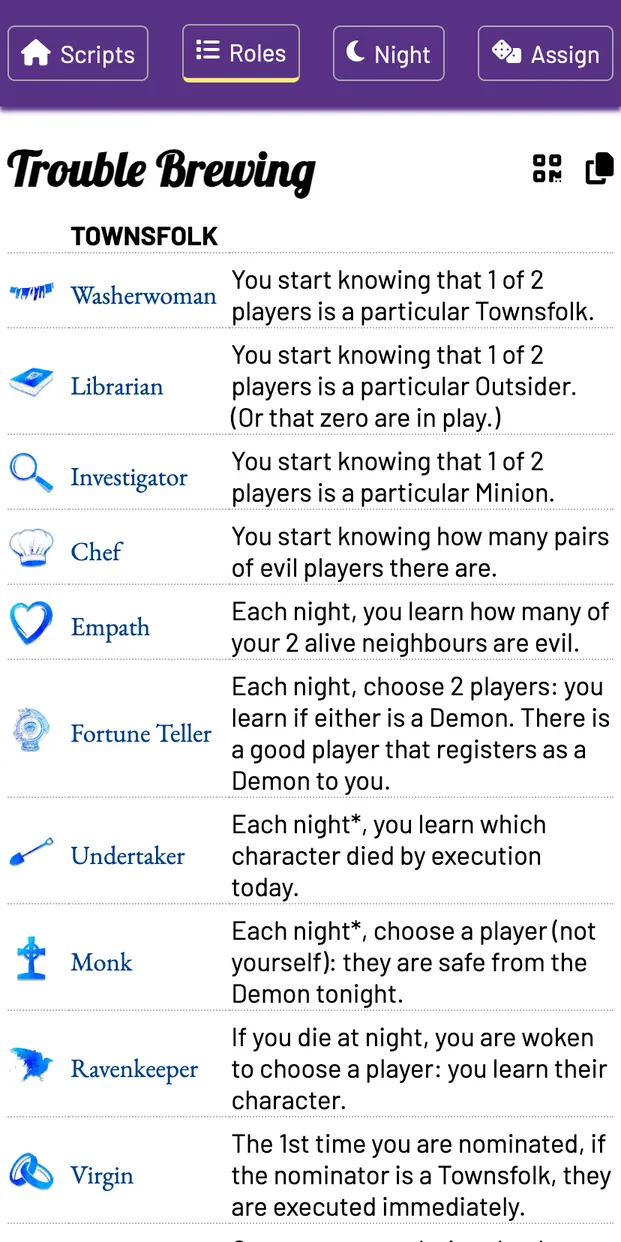 Scripts
Roles
Night
Assign
Trouble Brewing
TOWNSFOLK
Washerwoman
You start knowing that 1 of 2
players is a particular Townsfolk.
Librarian
You start knowing that 1 of 2
players is a particular Outsider.
(Or that zero are in play.)
Investigator
You start knowing that 1 of 2
players is a particular Minion.
Chef
You start knowing how many pairs
of evil players there are.
Empath
Each night, you learn how many of
your 2 alive neighbours are evil.
Fortune Teller
Each night, choose 2 players: you
learn if either is a Demon. There is
a good player that registers as a
Demon to you.
Undertaker
Each night*, you learn which
character died by execution
today.
Monk
Each night*, choose a player (not
yourself): they are safe from the
Demon tonight.
Ravenkeeper
If you die at night, you are woken
to choose a player: you learn their
character.
Virgin
The 1st time you are nominated, if
the nominator is a Townsfolk, they
are executed immediately.